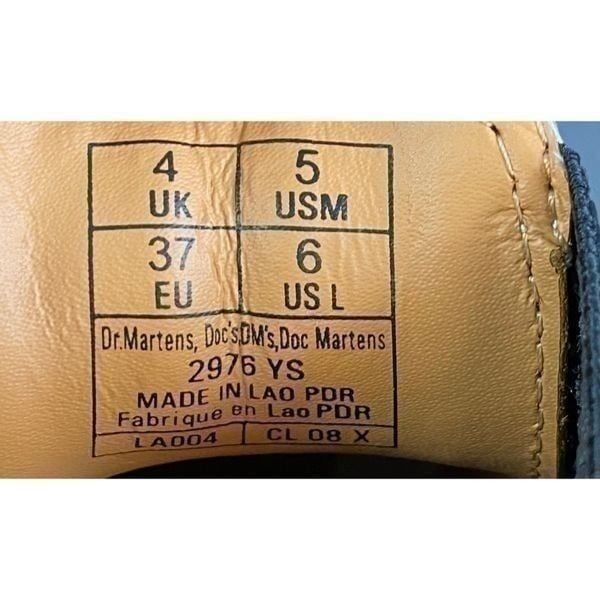 4 5
UK USM
37 6
EU US L
Dr.Martens, Doc's,DM's,Doc Martens
2976 YS
MADE IN LAO PDR
Fabrique en Lao PDR
LA004 CL 08 X